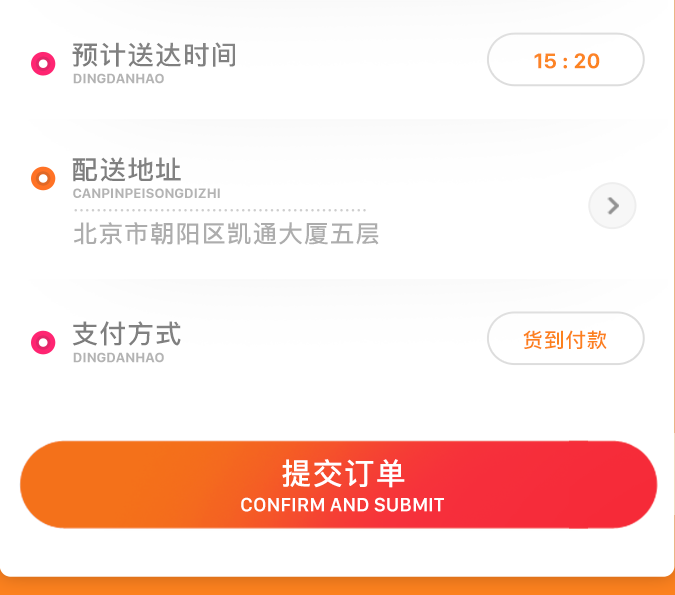 预计送达时间
15 : 20
DINGDANHAO
配送地址
CANPINPEISONGDIZHI
北京市朝阳区凯通大厦五层
支付方式
货到付款
DINGDANHAO
提交订单
CONFIRM AND SUBMIT